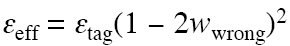 ε_eff = ε_tag(1 − 2w_wrong)²